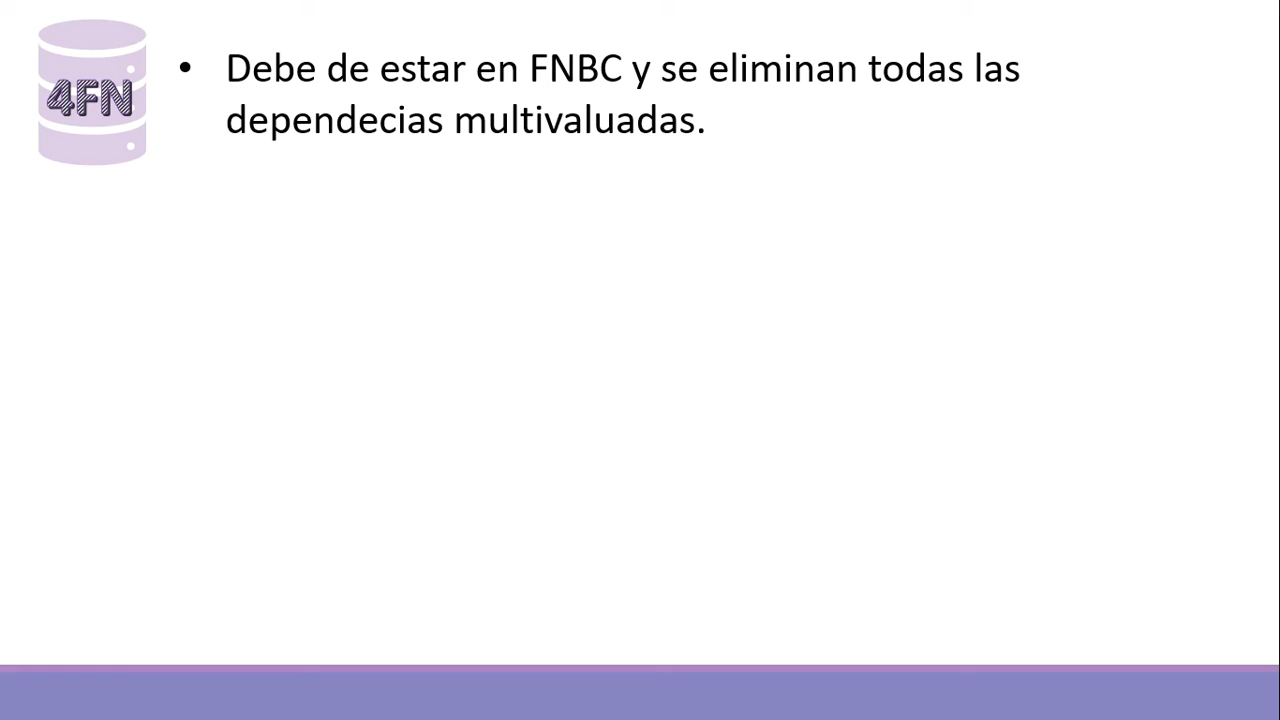 4FN
• Debe de estar en FNBC y se eliminan todas las
dependecias multivaluadas.